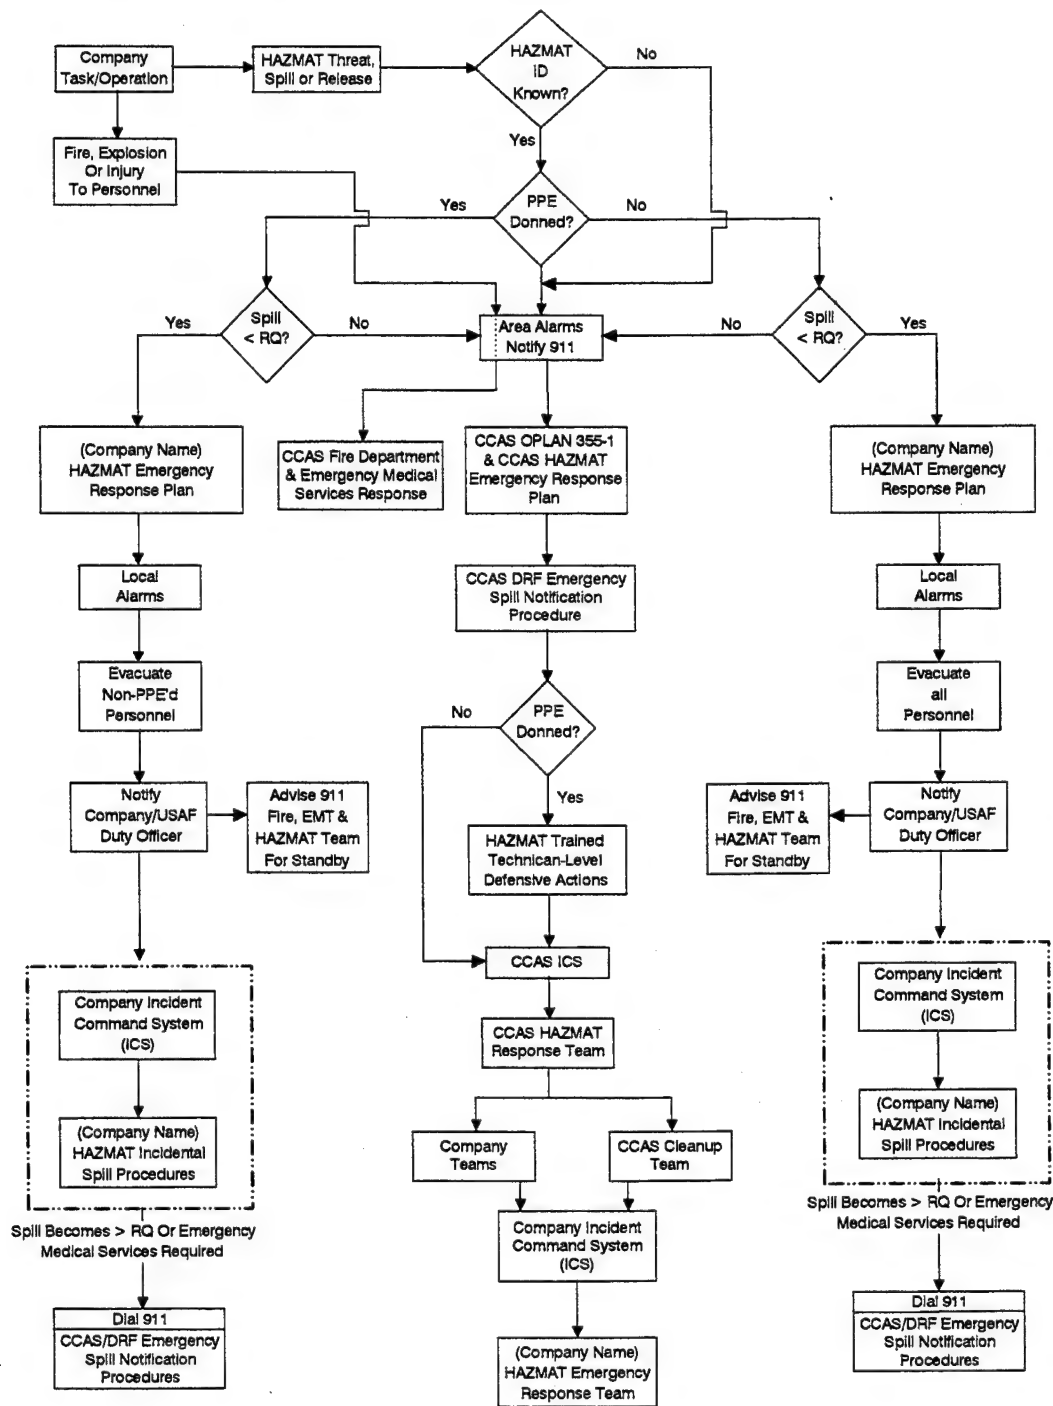 Company
Task/Operation
HAZMAT Threat,
Spill or Release
HAZMAT
ID
Known?
No
Yes
Fire, Explosion
Or Injury
To Personnel
PPE
Donned?
Yes
No
Spill
< RQ?
Yes
No
Area Alarms
Notify 911
Spill
< RQ?
No
Yes
(Company Name)
HAZMAT Emergency
Response Plan
CCAS Fire Department
& Emergency Medical
Services Response
CCAS OPLAN 355-1
& CCAS HAZMAT
Emergency Response
Plan
(Company Name)
HAZMAT Emergency
Response Plan
Local
Alarms
CCAS DRF Emergency
Spill Notification
Procedure
Local
Alarms
Evacuate
Non-PPE'd
Personnel
PPE
Donned?
No
Yes
Evacuate
all
Personnel
Notify
Company/USAF
Duty Officer
Advise 911
Fire, EMT &
HAZMAT Team
For Standby
HAZMAT Trained
Technican-Level
Defensive Actions
Advise 911
Fire, EMT &
HAZMAT Team
For Standby
Notify
Company/USAF
Duty Officer
CCAS ICS
Company Incident
Command System
(ICS)
CCAS HAZMAT
Response Team
Company Incident
Command System
(ICS)
(Company Name)
HAZMAT Incidental
Spill Procedures
Company
Teams
CCAS Cleanup
Team
(Company Name)
HAZMAT Incidental
Spill Procedures
Spill Becomes > RQ Or Emergency
Medical Services Required
Company Incident
Command System
(ICS)
Spill Becomes > RQ Or Emergency
Medical Services Required
Dial 911
CCAS/DRF Emergency
Spill Notification
Procedures
(Company Name)
HAZMAT Emergency
Response Team
Dial 911
CCAS/DRF Emergency
Spill Notification
Procedures